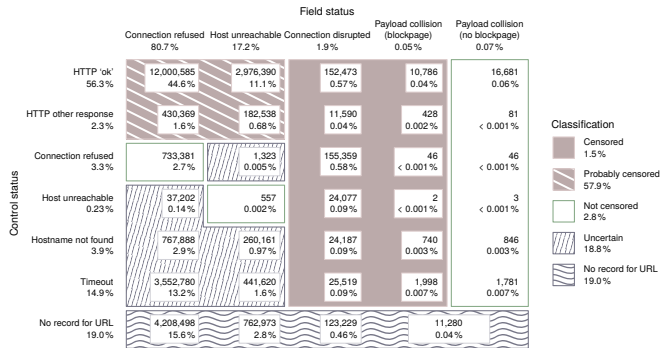 Field status
Connection refused Host unreachable Connection disrupted Payload collision (blockpage) Payload collision (no blockpage)
80.7% 17.2% 1.9% 0.05% 0.07%
Control status
HTTP ‘ok’ 12,000,585 2,976,390 152,473 10,786 16,681
56.3% 44.6% 11.1% 0.57% 0.04% 0.06%
HTTP other response 430,369 182,538 11,590 428 81
2.3% 1.6% 0.68% 0.04% 0.002% < 0.001%
Connection refused 733,381 1,323 155,359 46 46
3.3% 2.7% 0.005% 0.58% < 0.001% < 0.001%
Host unreachable 37,202 557 24,077 2 3
0.23% 0.14% 0.002% 0.09% < 0.001% < 0.001%
Hostname not found 767,888 260,161 24,187 740 846
3.9% 2.9% 0.97% 0.09% 0.003% 0.003%
Timeout 3,552,780 441,620 25,519 1,998 1,781
14.9% 13.2% 1.6% 0.09% 0.007% 0.007%
No record for URL 4,208,498 762,973 123,229 11,280
19.0% 15.6% 2.8% 0.46% 0.04%
Classification
Censored
1.5%
Probably censored
57.9%
Not censored
2.8%
Uncertain
18.8%
No record for URL
19.0%